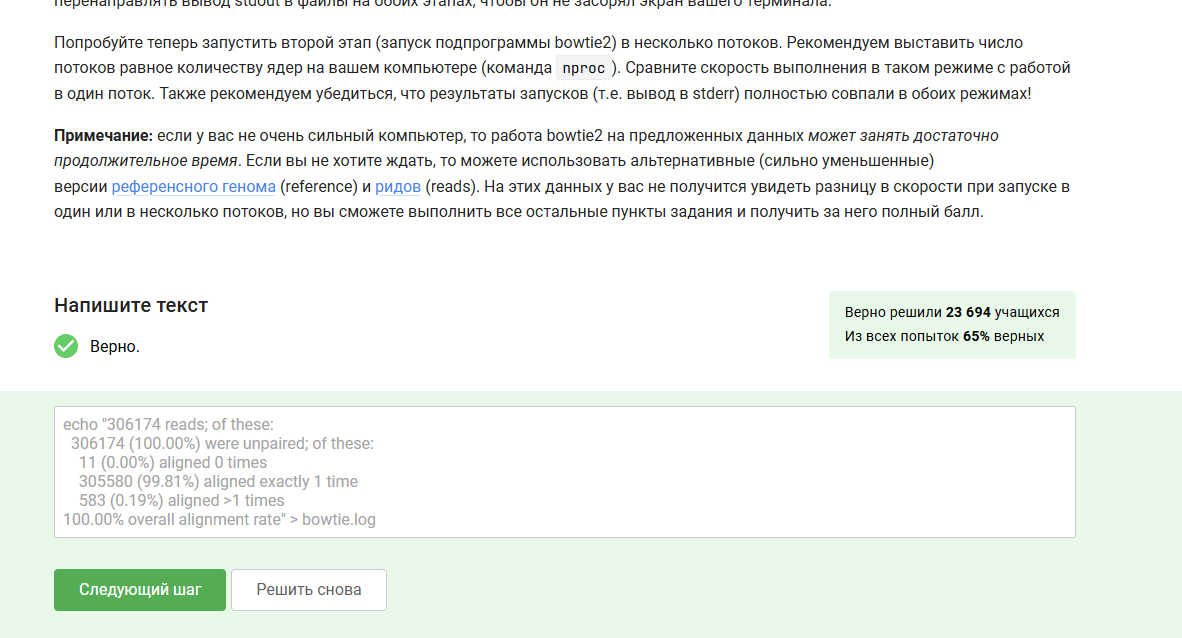 перенаправлять вывод stdout в файлы на обоих этапах, чтобы он не засорял экран вашего терминала.
Попробуйте теперь запустить второй этап (запуск подпрограммы bowtie2) в несколько потоков. Рекомендуем выставить число
потоков равное количеству ядер на вашем компьютере (команда nproc). Сравните скорость выполнения в таком режиме с работой
в один поток. Также рекомендуем убедиться, что результаты запусков (т.е. вывод в stderr) полностью совпали в обоих режимах!
Примечание: если у вас не очень сильный компьютер, то работа bowtie2 на предложенных данных может занять достаточно
продолжительное время. Если вы не хотите ждать, то можете использовать альтернативные (сильно уменьшенные)
версии референсного генома (reference) и ридов (reads). На этих данных у вас не получится увидеть разницу в скорости при запуске в
один или в несколько потоков, но вы сможете выполнить все остальные пункты задания и получить за него полный балл.
Напишите текст
Верно решили 23 694 учащихся
Из всех попыток 65% верных
Верно.
echo "306174 reads; of these:
306174 (100.00%) were unpaired; of these:
11 (0.00%) aligned 0 times
305580 (99.81%) aligned exactly 1 time
583 (0.19%) aligned >1 times
100.00% overall alignment rate" > bowtie.log
Следующий шаг
Решить снова